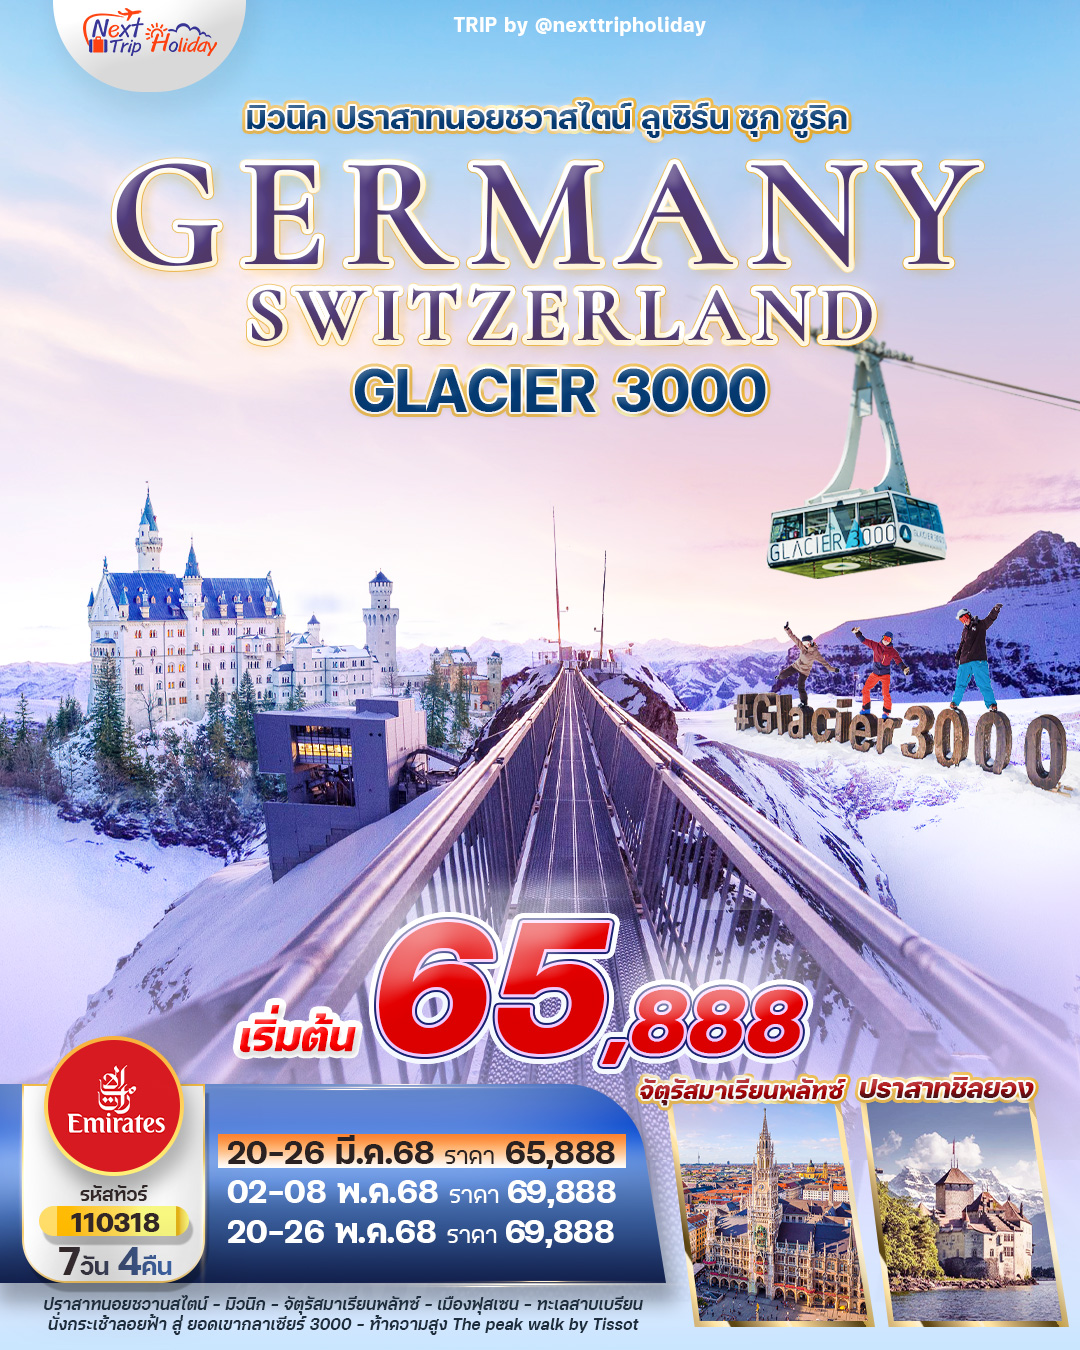 Next Trip Holiday
TRIP by @nexttripholiday
มิวนิค ปราสาทนอยชวาสไตน์ ลูเซิร์น ซุก ซูริค
GERMANY
SWITZERLAND
GLACIER 3000
GLACIER 3000
#Glacier3000
เริ่มต้น 65,888
Emirates
รหัสทัวร์
110318
7วัน 4คืน
20-26 มี.ค.68 ราคา 65,888
02-08 พ.ค.68 ราคา 69,888
20-26 พ.ค.68 ราคา 69,888
จัตุรัสมาเรียนพลัทซ์
ปราสาทชิลยอง
ปราสาทนอยชวานสไตน์ - มิวนิก - จัตุรัสมาเรียนพลัทซ์ - เมืองฟุสเซน - ทะเลสาบเบรียน
นั่งกระเช้าลอยฟ้า สู่ ยอดเขากลาเซียร์ 3000 - ท้าความสูง The peak walk by Tissot